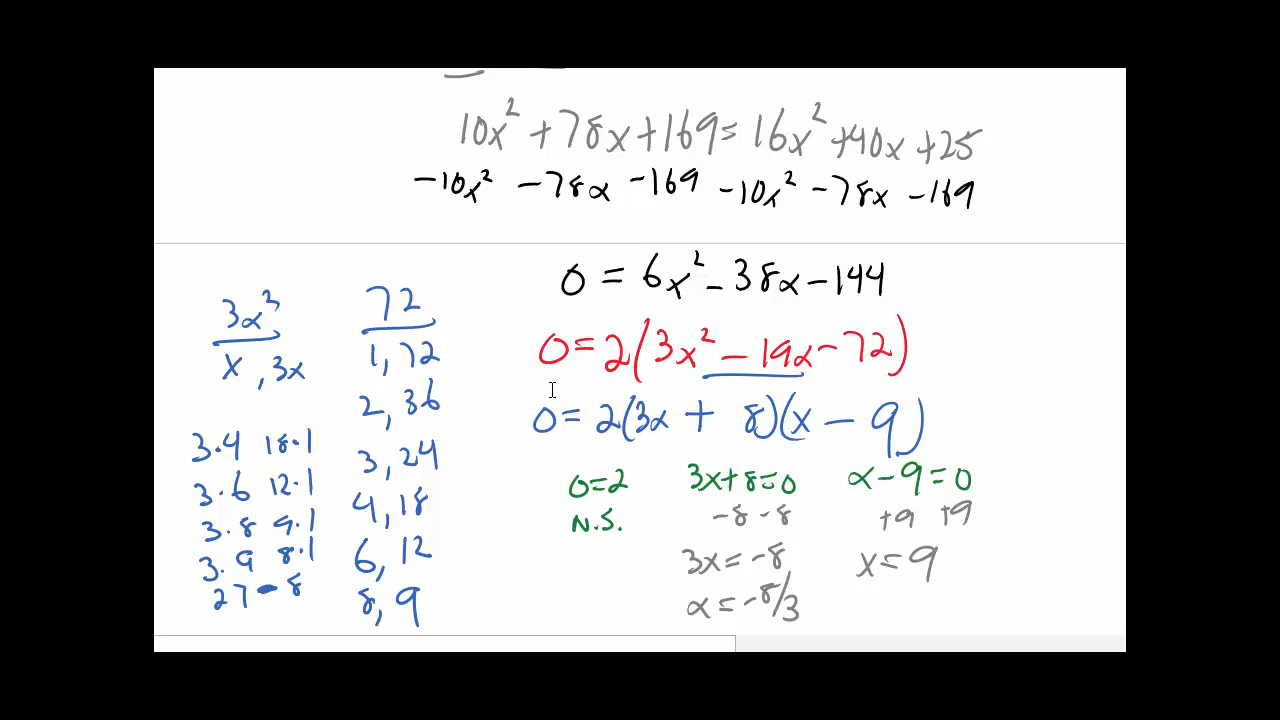 10x² + 78x + 169 = 16x² + 40x + 25
-10x² - 78x - 169 - 10x² - 78x - 169
0 = 6x² - 38x - 144
0 = 2(3x² - 19x - 72)
0 = 2(3x + 8)(x - 9)
0 = 2
N.S.
3x + 8 = 0
-8 -8
3x = -8
x = -8/3
x - 9 = 0
+9 +9
x = 9
3x²
x, 3x
3·4 18·1
3·6 12·1
3·8 9·1
3·9 8·1
27 - 8
72
1, 72
2, 36
3, 24
4, 18
6, 12
8, 9